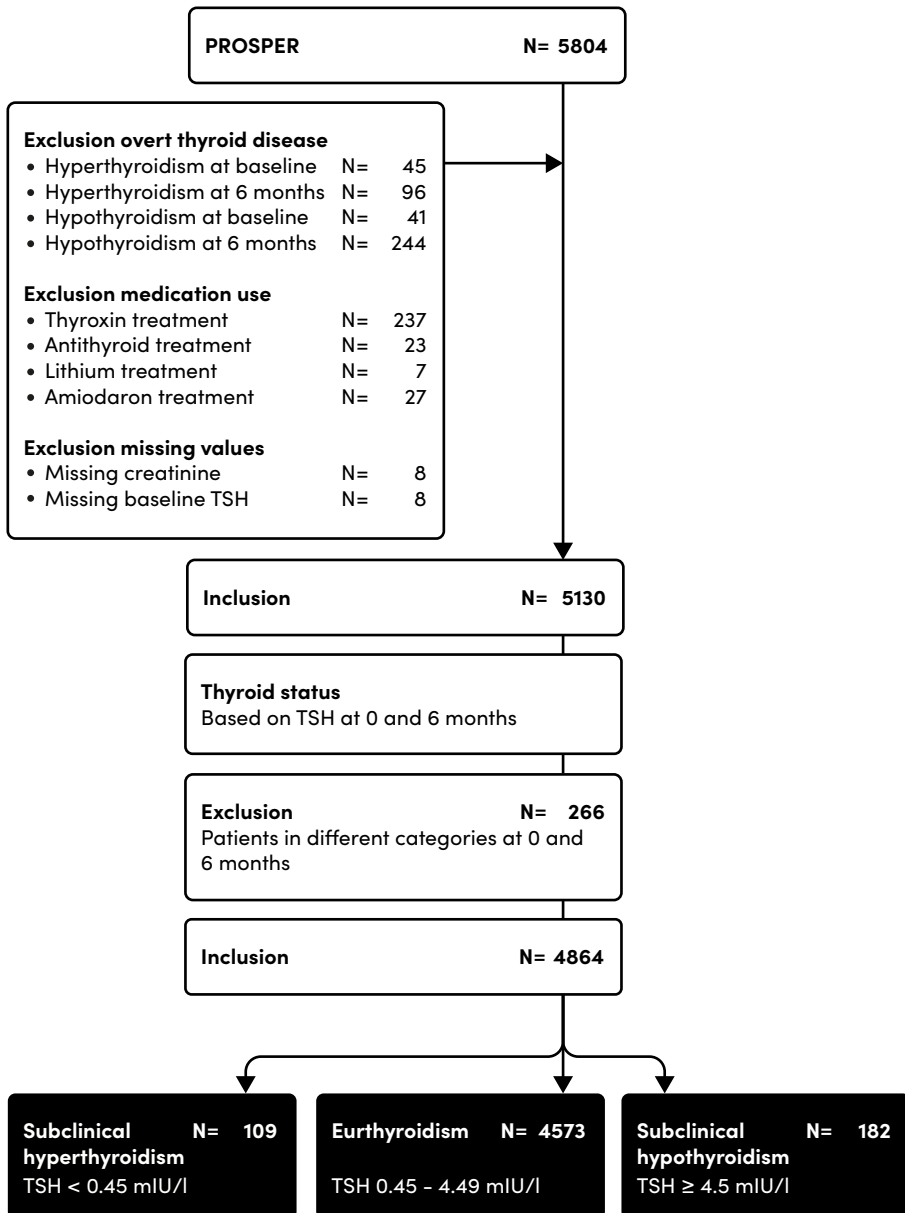 PROSPER N= 5804
Exclusion overt thyroid disease
• Hyperthyroidism at baseline N= 45
• Hyperthyroidism at 6 months N= 96
• Hypothyroidism at baseline N= 41
• Hypothyroidism at 6 months N= 244
Exclusion medication use
• Thyroxin treatment N= 237
• Antithyroid treatment N= 23
• Lithium treatment N= 7
• Amiodaron treatment N= 27
Exclusion missing values
• Missing creatinine N= 8
• Missing baseline TSH N= 8
Inclusion N= 5130
Thyroid status
Based on TSH at 0 and 6 months
Exclusion N= 266
Patients in different categories at 0 and
6 months
Inclusion N= 4864
Subclinical N= 109
hyperthyroidism
TSH < 0.45 mIU/l
Eurthyroidism N= 4573
TSH 0.45 - 4.49 mIU/l
Subclinical N= 182
hypothyroidism
TSH ≥ 4.5 mIU/l